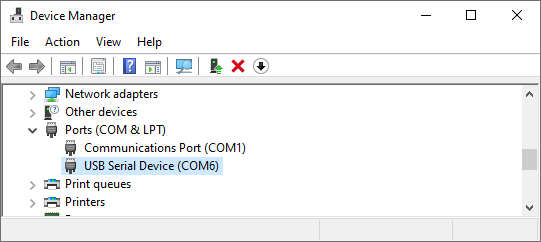 Device Manager
File Action View Help
Network adapters
Other devices
Ports (COM & LPT)
Communications Port (COM1)
USB Serial Device (COM6)
Print queues
Printers